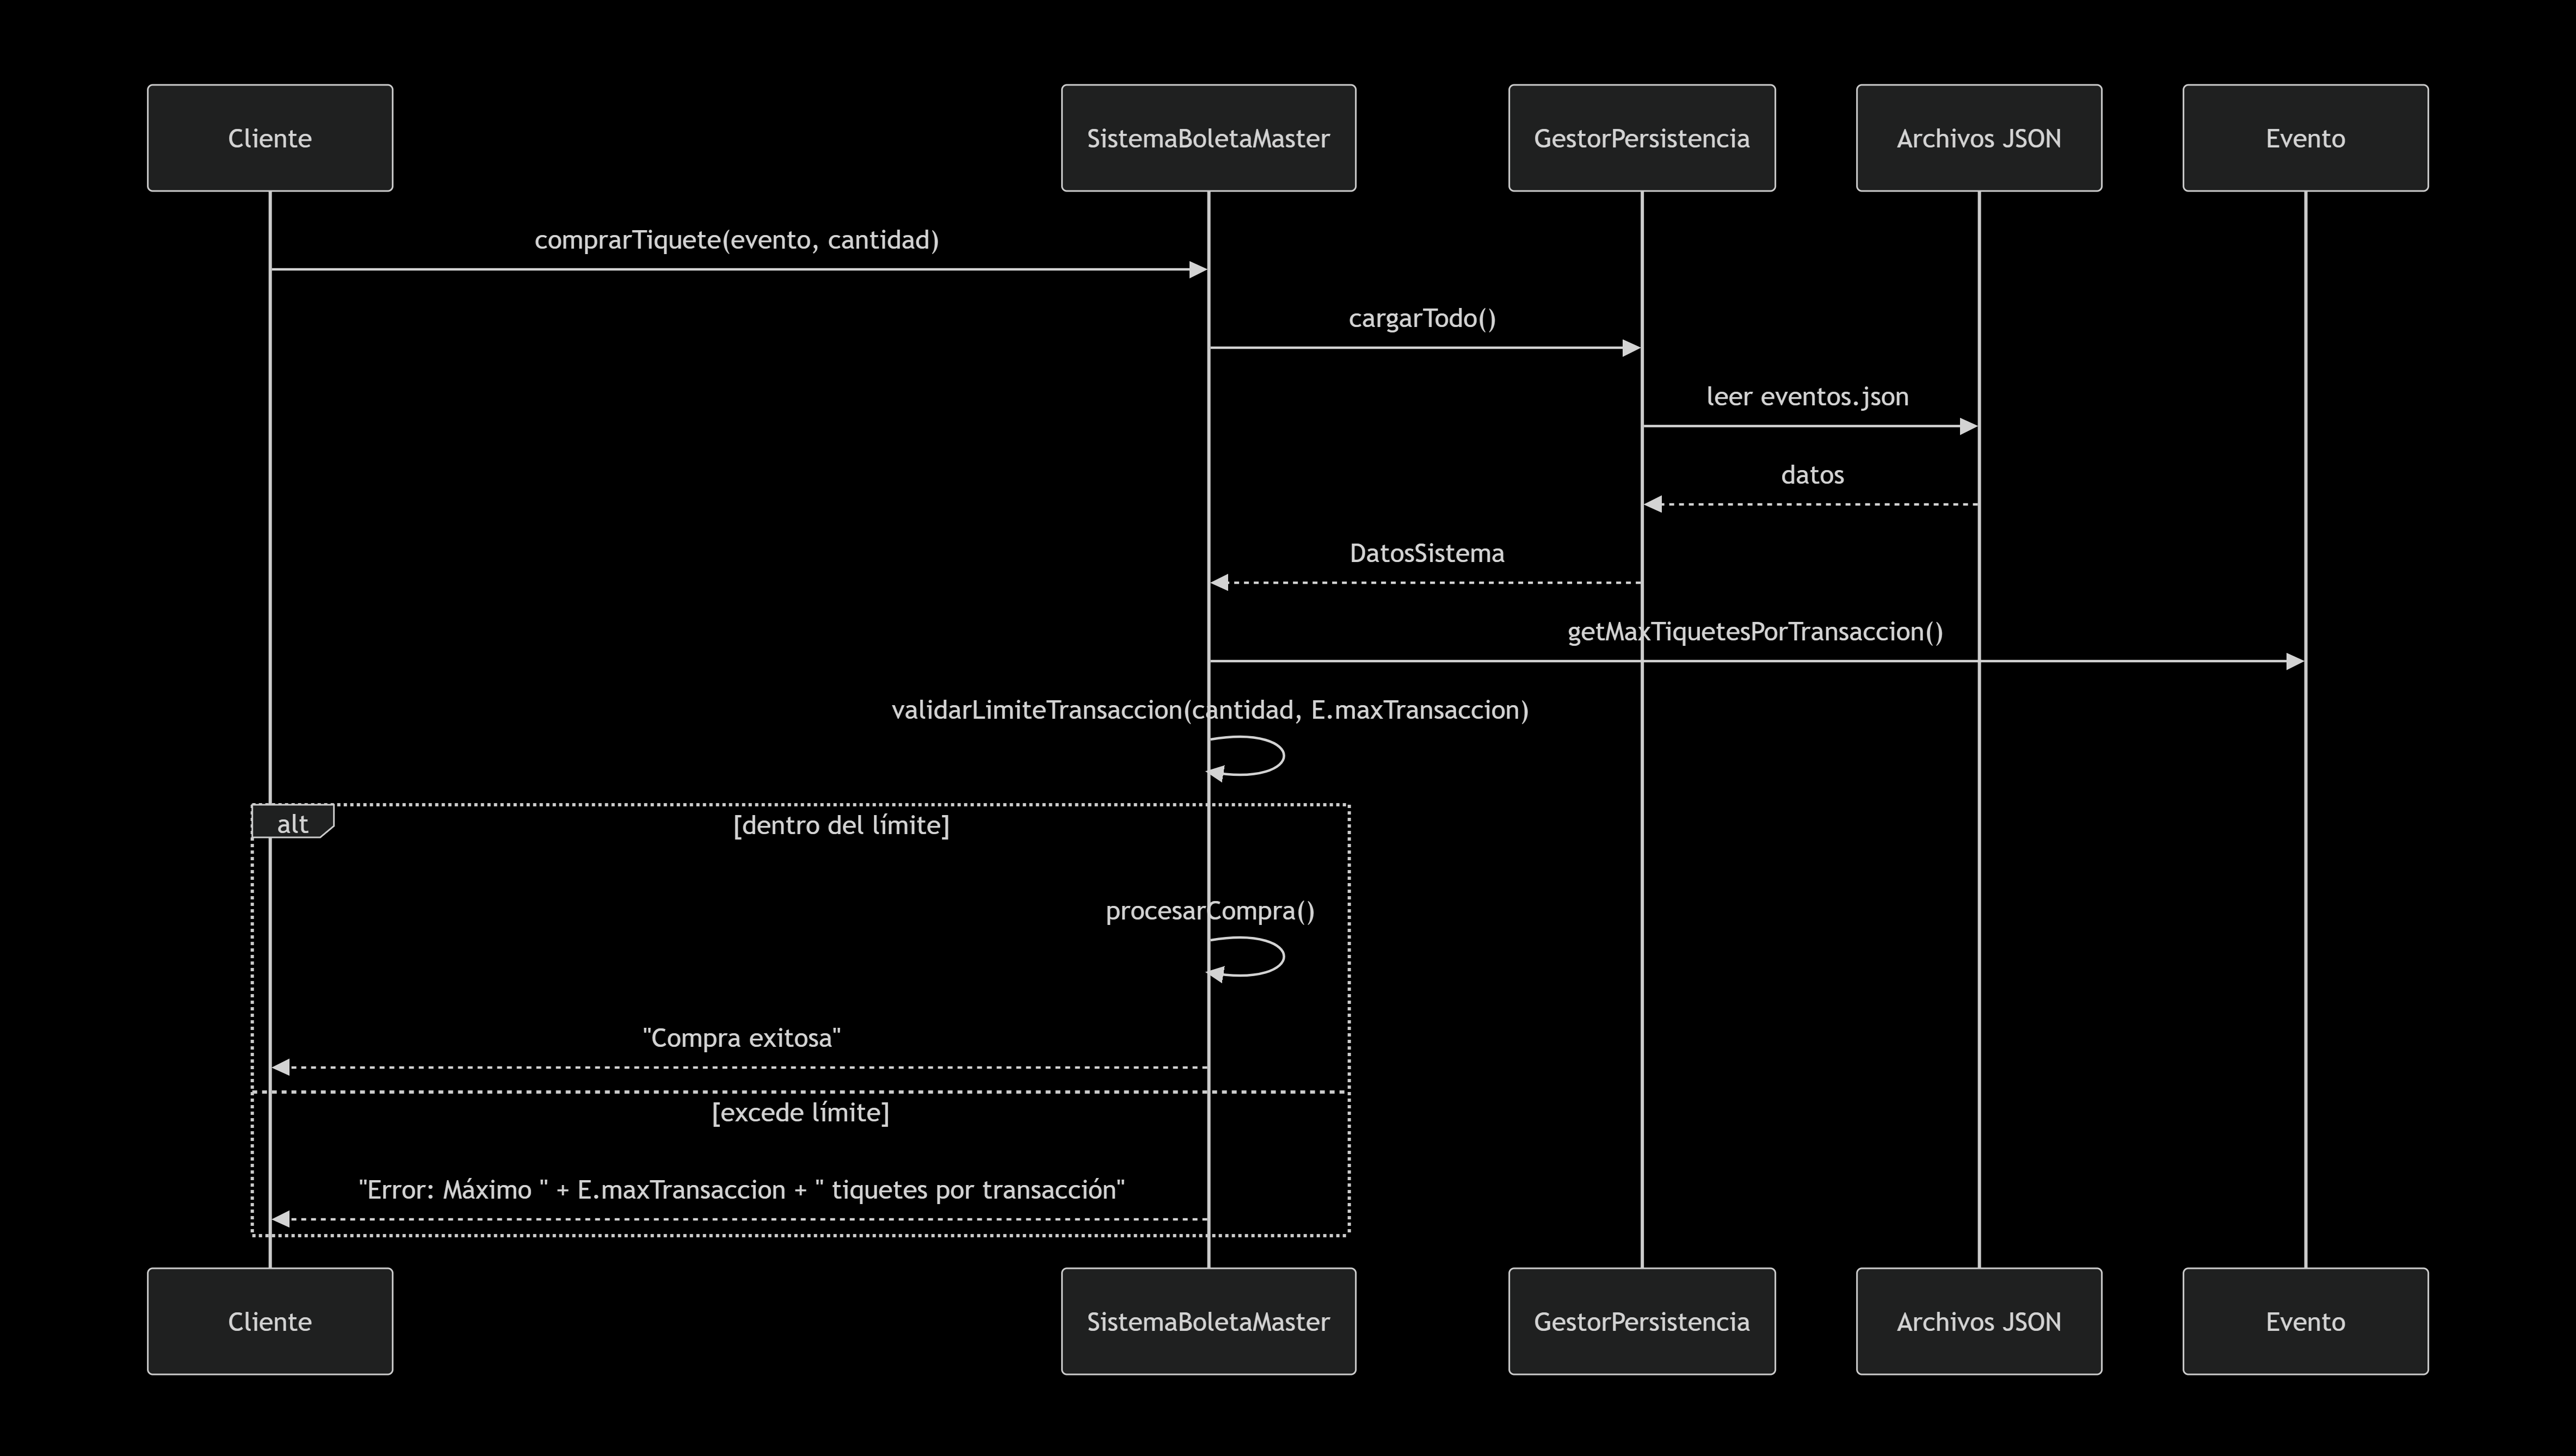 Cliente
SistemaBoletaMaster
GestorPersistencia
Archivos JSON
Evento
comprarTiquete(evento, cantidad)
cargarTodo()
leer eventos.json
datos
DatosSistema
getMaxTiquetesPorTransaccion()
validarLimiteTransaccion(cantidad, E.maxTransaccion)
alt
[dentro del límite]
procesarCompra()
"Compra exitosa"
[excede límite]
"Error: Máximo " + E.maxTransaccion + " tiquetes por transacción"
Cliente
SistemaBoletaMaster
GestorPersistencia
Archivos JSON
Evento